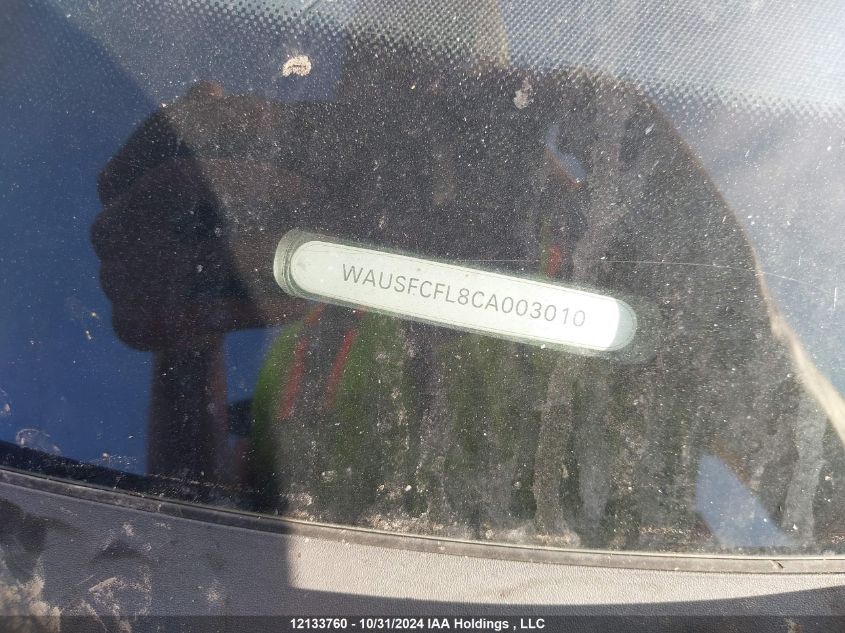 WAUSFCFL8CA003010
12133760 - 10/31/2024 IAA Holdings , LLC